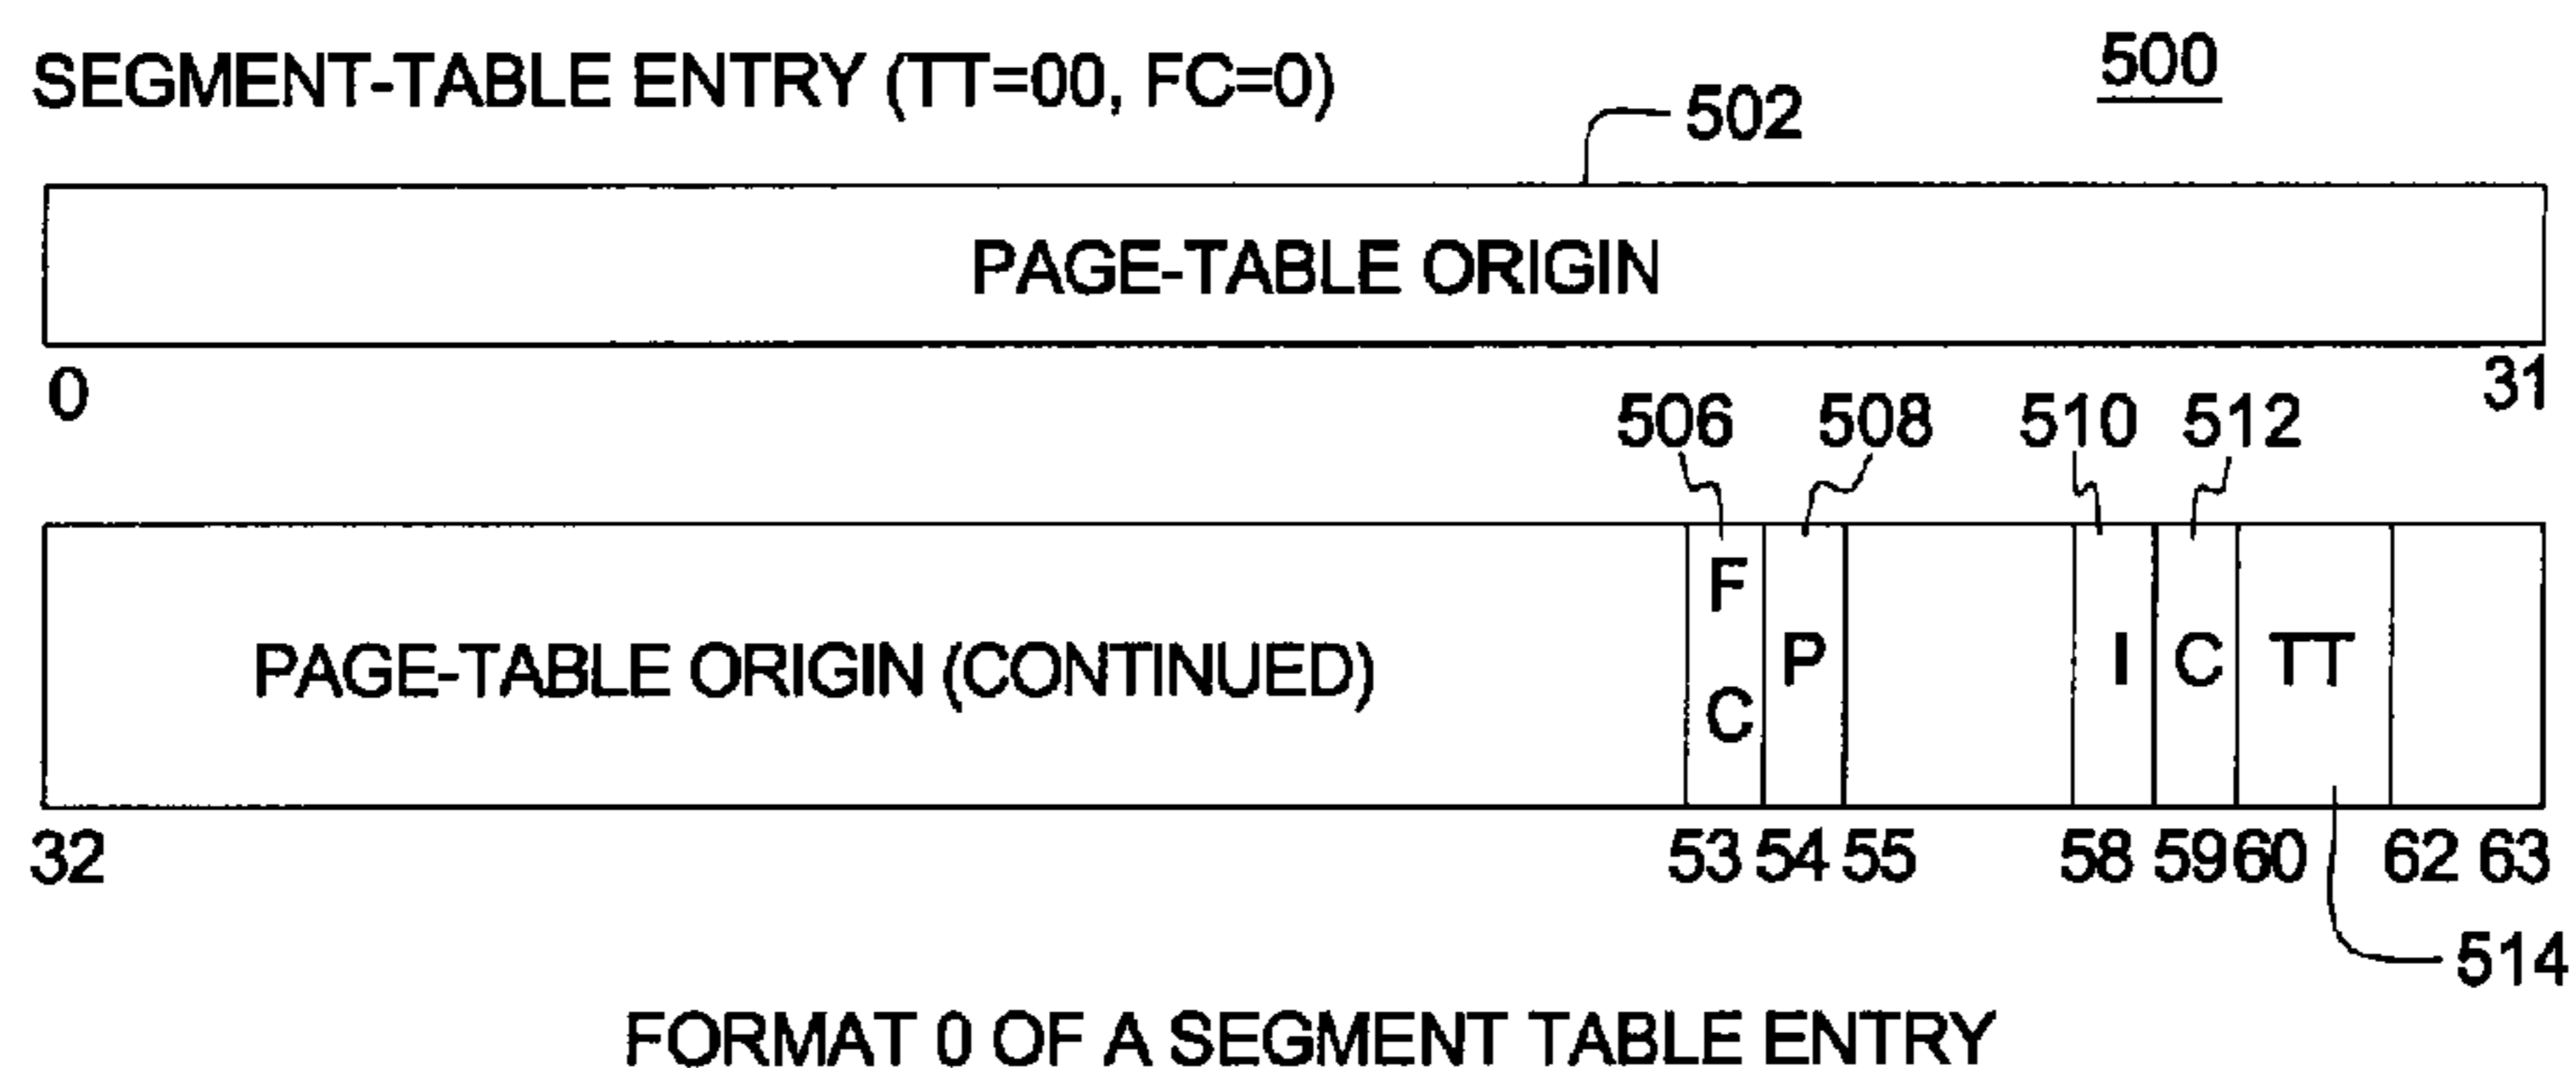 SEGMENT-TABLE ENTRY (TT=00, FC=0)
500
502
PAGE-TABLE ORIGIN
0 31
506 508 510 512
PAGE-TABLE ORIGIN (CONTINUED) F C P I C TT
32 53 54 55 58 59 60 62 63
514
FORMAT 0 OF A SEGMENT TABLE ENTRY